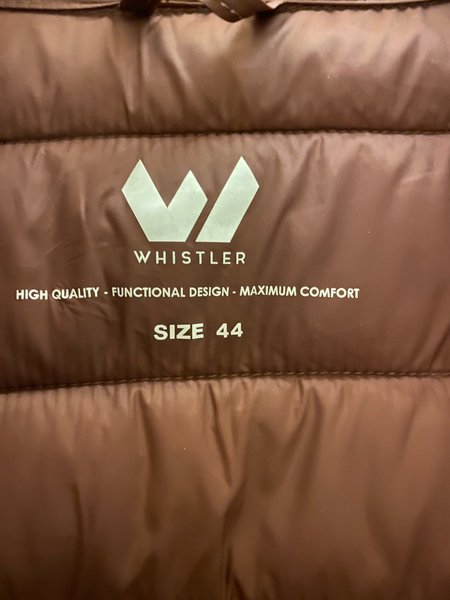 WHISTLER
HIGH QUALITY - FUNCTIONAL DESIGN - MAXIMUM COMFORT
SIZE 44